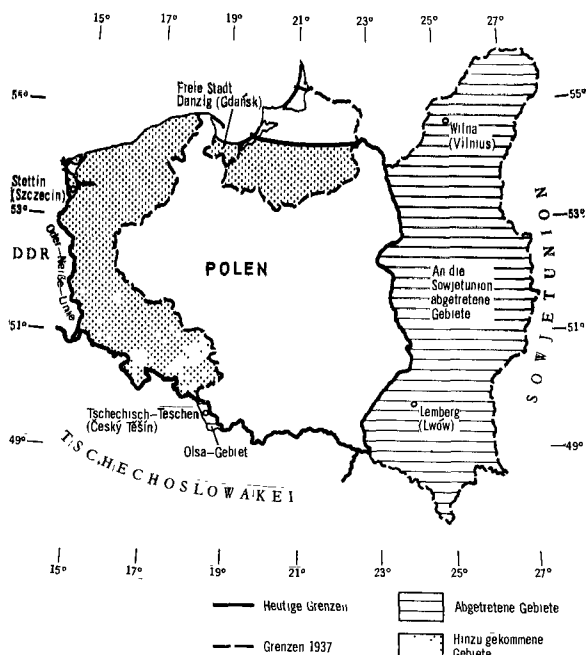 15° 17° 19° 21° 23° 25° 27°
55° 55°
Freie Stadt
Danzig (Gdańsk)
Wilna
(Vilnius)
Stettin
(Szczecin)
53° 53°
DDR
Oder-Neiße-Linie
POLEN
An die
Sowjetunion
abgetretene
Gebiete
SOWJETUNION
51° 51°
Tschechisch-Teschen
(Český Těšín)
Lemberg
(Lwów)
Olsa-Gebiet
49° 49°
TSCHECHOSLOWAKEI
15° 17° 19° 21° 23° 25° 27°
Heutige Grenzen
Abgetretene Gebiete
Grenzen 1937
Hinzu gekommene
Gebiete